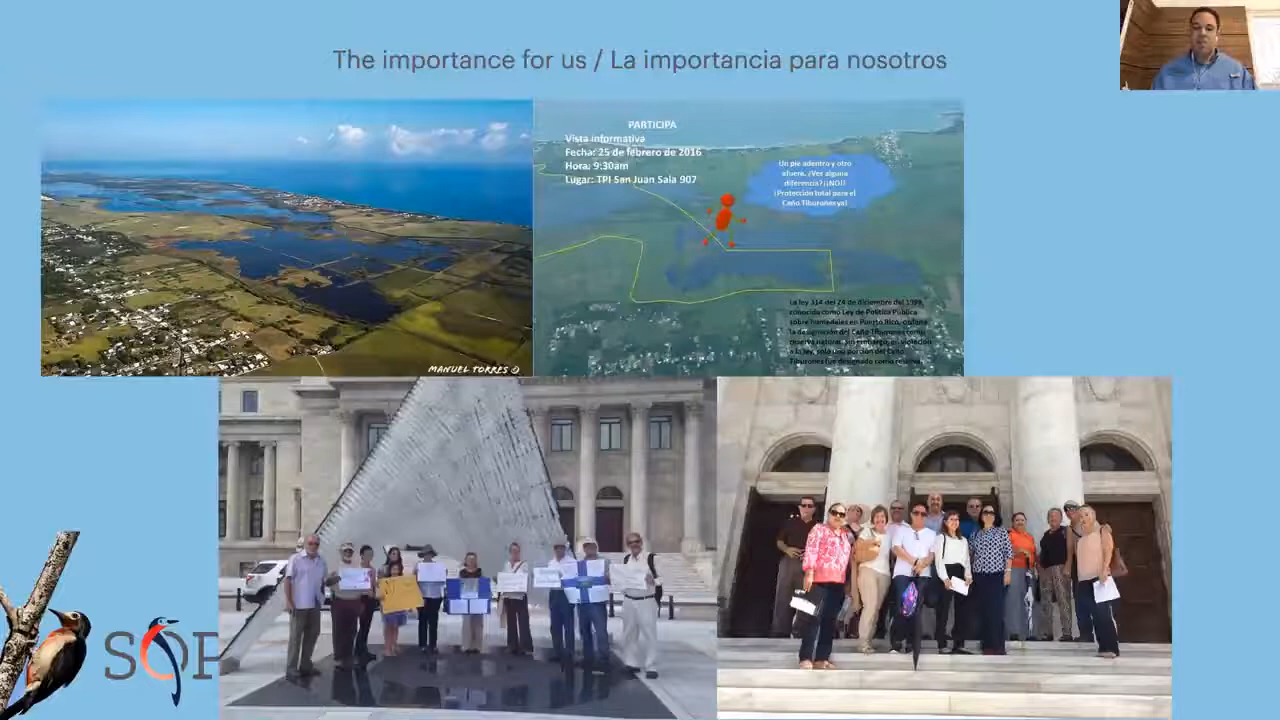 The importance for us / La importancia para nosotros
PARTICIPA
Vista informativa
Fecha: 25 de febrero de 2016
Hora: 9:30am
Lugar: TPI San Juan Sala 907
Un pie adentro y otro
afuera. ¿Ver alguna
diferencia? ¡¡NO!!
¡Protección total para el
Caño Tiburones ya!
La ley 314 del 24 de diciembre del 1998,
conocida como Ley de Política Pública
sobre humedales en Puerto Rico, ordena
la designación del Caño Tiburones como
reserva natural. Sin embargo, en violación
a la ley, solo una porción del Caño
Tiburones fue designado como reserva.
MANUEL TORRES
SOP